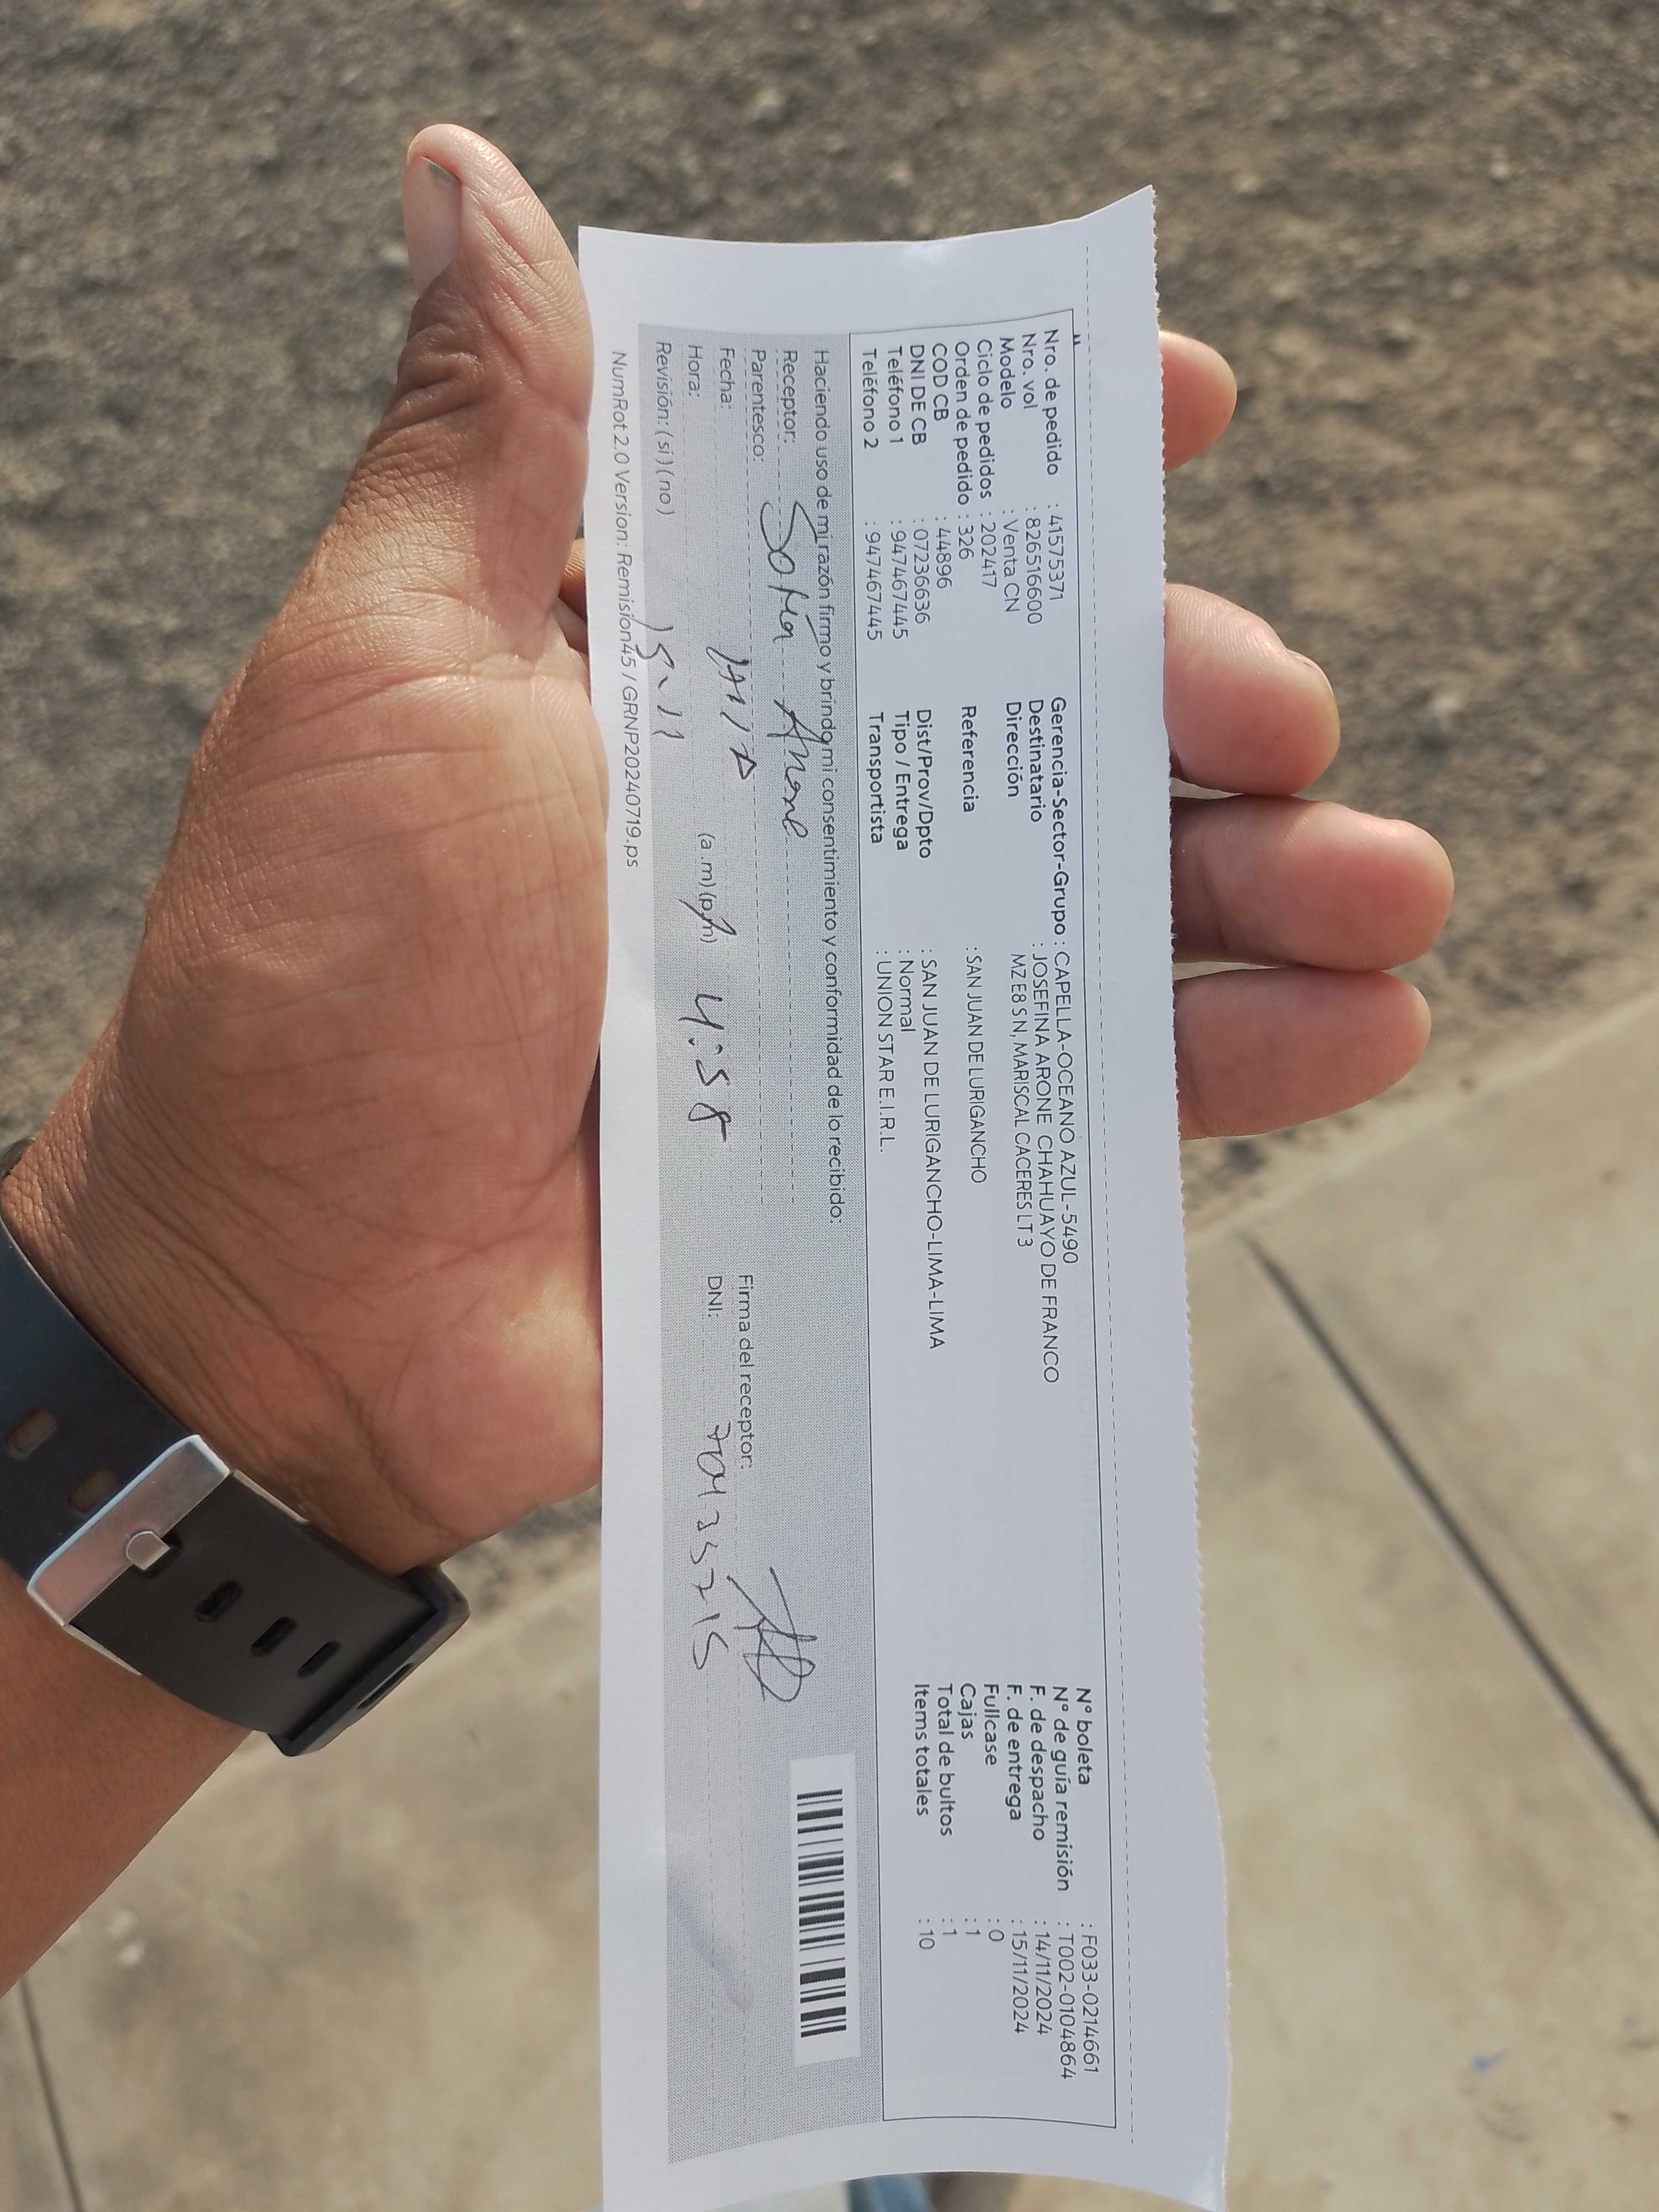 Nro. de pedido : 41575371
Nro. vol : 826516600
Modelo : Venta CN
Ciclo de pedidos : 202417
Orden de pedido : 326
COD CB : 44896
DNI DE CB : 07236636
Teléfono 1 : 947467445
Teléfono 2 : 947467445
Gerencia-Sector-Grupo : CAPELLA-OCEANO AZUL-5490
Destinatario : JOSEFINA ARONE CHAHUAYO DE FRANCO
Dirección MZ E8 S N, MARISCAL CACERES LT 3
Referencia : SAN JUAN DE LURIGANCHO
Dist/Prov/Dpto : SAN JUAN DE LURIGANCHO-LIMA-LIMA
Tipo / Entrega : Normal
Transportista : UNION STAR E.I.R.L.
N° boleta : F033-0214661
N° de guía remisión : T002-0104864
F. de despacho : 14/11/2024
F. de entrega : 15/11/2024
Fullcase : 0
Cajas : 1
Total de bultos : 1
Items totales : 10
Haciendo uso de mi razón firmo y brindo mi consentimiento y conformidad de lo recibido:
Receptor: Sofia Arone
Parentesco:
Fecha:
Hora: (a.m)(p.m) 4:58
Revisión: (si) (no) 15-11
Firma del receptor:
DNI: 70133715
NumRot 2.0 Version: Remision45 / GRNP20240719.ps